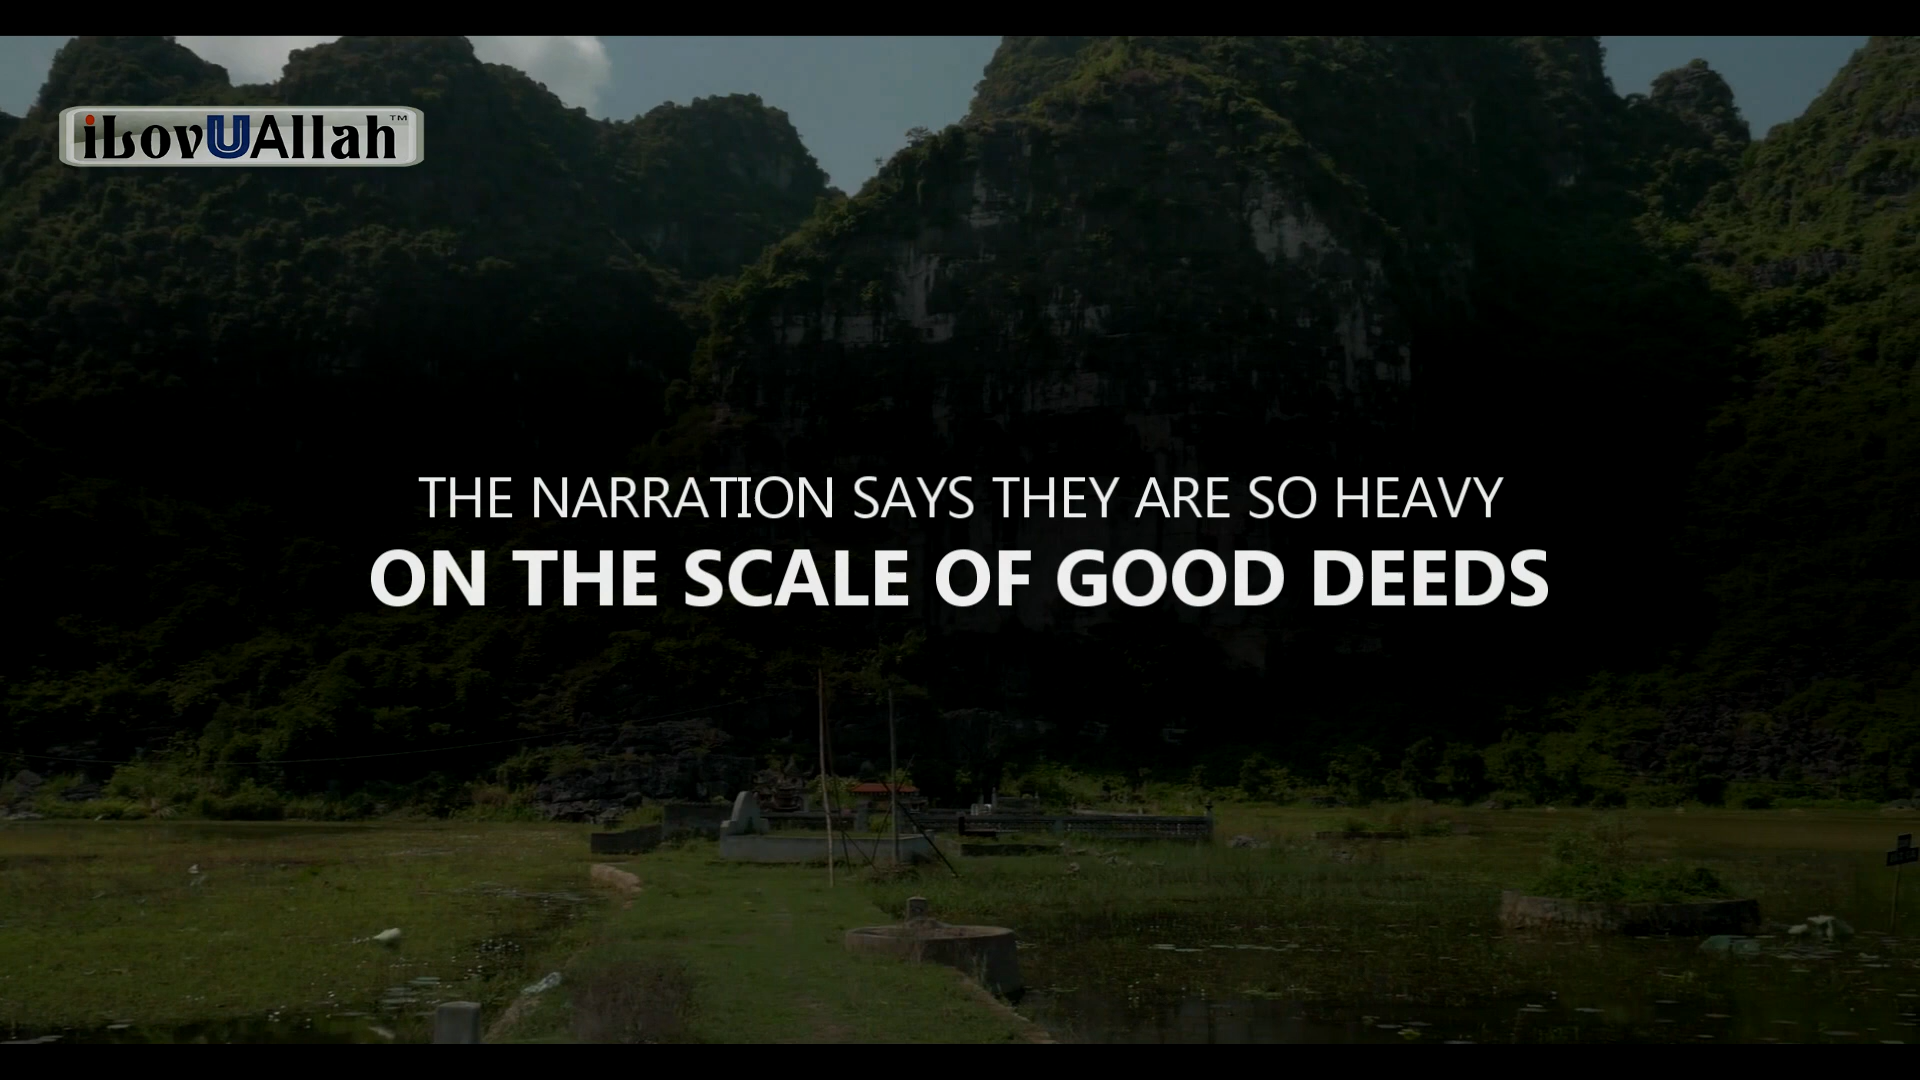 iLovUAllah™
THE NARRATION SAYS THEY ARE SO HEAVY
ON THE SCALE OF GOOD DEEDS